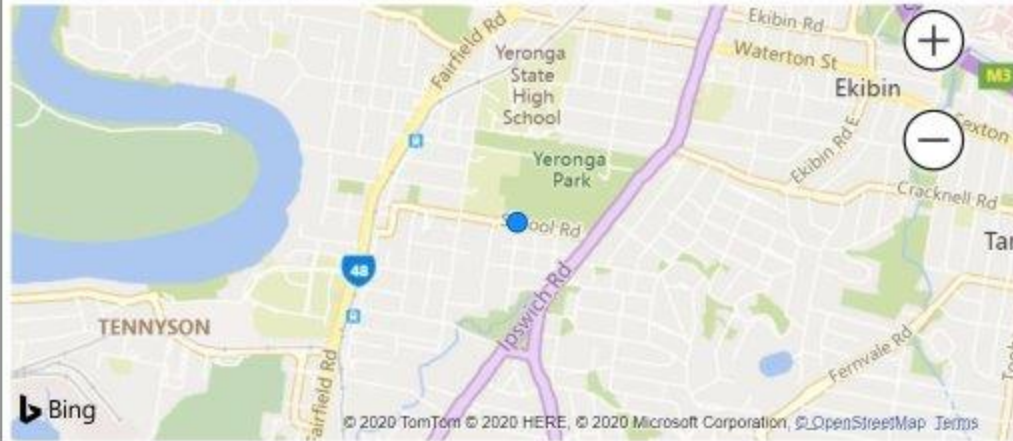 Ekibin Rd
Fairfield Rd
Yeronga
State
High
School
Waterton St
Ekibin
M3
Sexton
Ekibin Rd E
Yeronga
Park
Cracknell Rd
School Rd
48
Ipswich Rd
TENNYSON
Fernvale Rd
Fairfield Rd
Bing
© 2020 TomTom © 2020 HERE, © 2020 Microsoft Corporation, © OpenStreetMap Terms